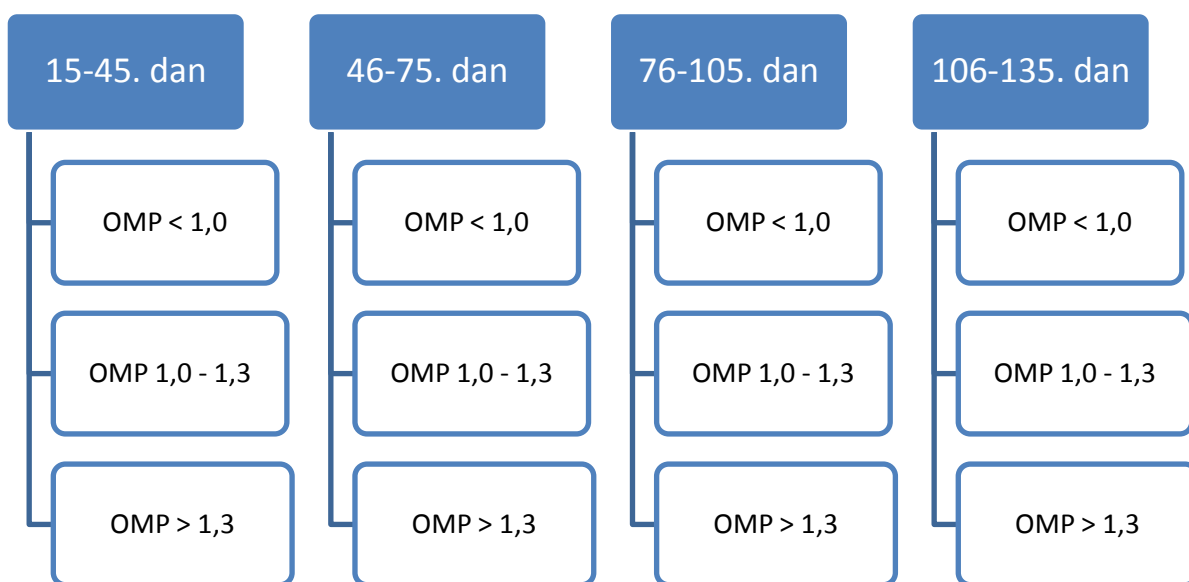 15-45. dan
OMP < 1,0
OMP 1,0 - 1,3
OMP > 1,3
46-75. dan
OMP < 1,0
OMP 1,0 - 1,3
OMP > 1,3
76-105. dan
OMP < 1,0
OMP 1,0 - 1,3
OMP > 1,3
106-135. dan
OMP < 1,0
OMP 1,0 - 1,3
OMP > 1,3